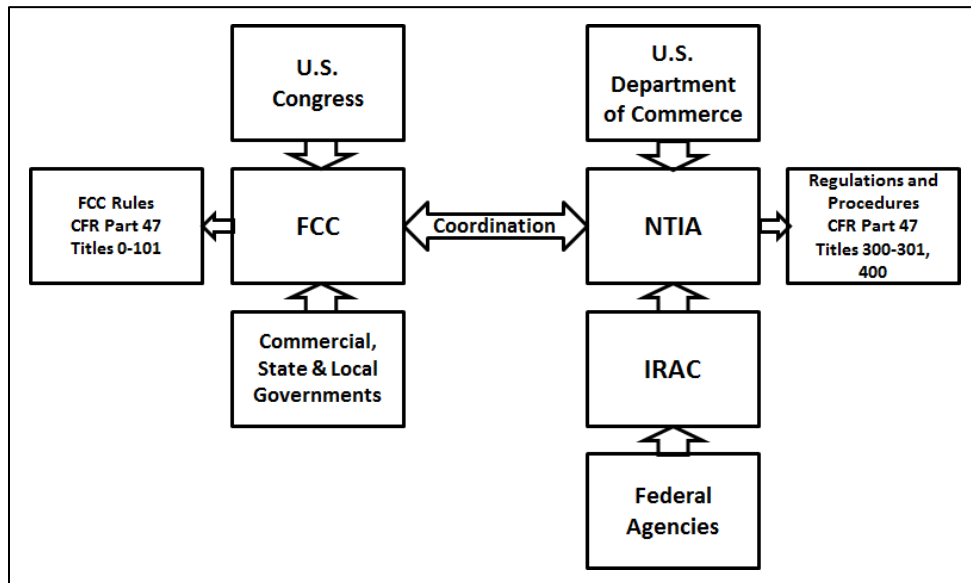 U.S.
Congress
U.S.
Department
of Commerce
FCC Rules
CFR Part 47
Titles 0-101
FCC
Coordination
NTIA
Regulations and
Procedures
CFR Part 47
Titles 300-301,
400
Commercial,
State & Local
Governments
IRAC
Federal
Agencies